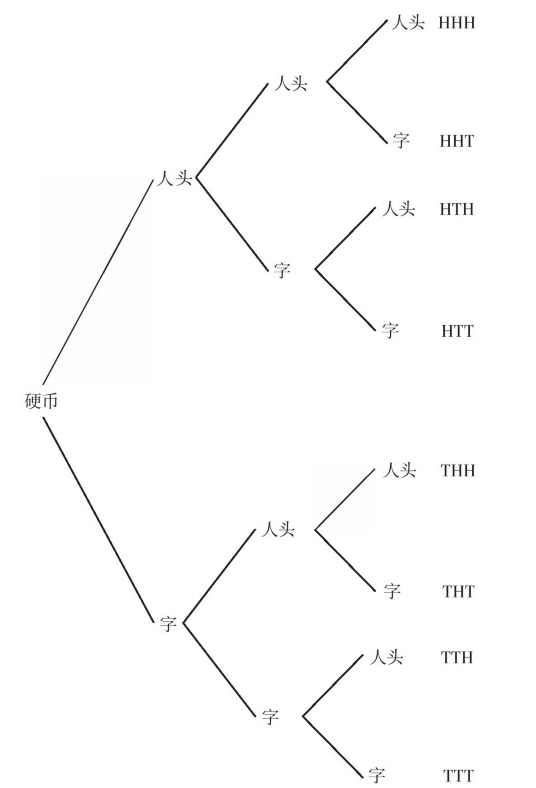 人头 HHH
人头
字 HHT
人头
人头 HTH
字
字 HTT
硬币
人头 THH
人头
字 THT
字
人头 TTH
字
字 TTT